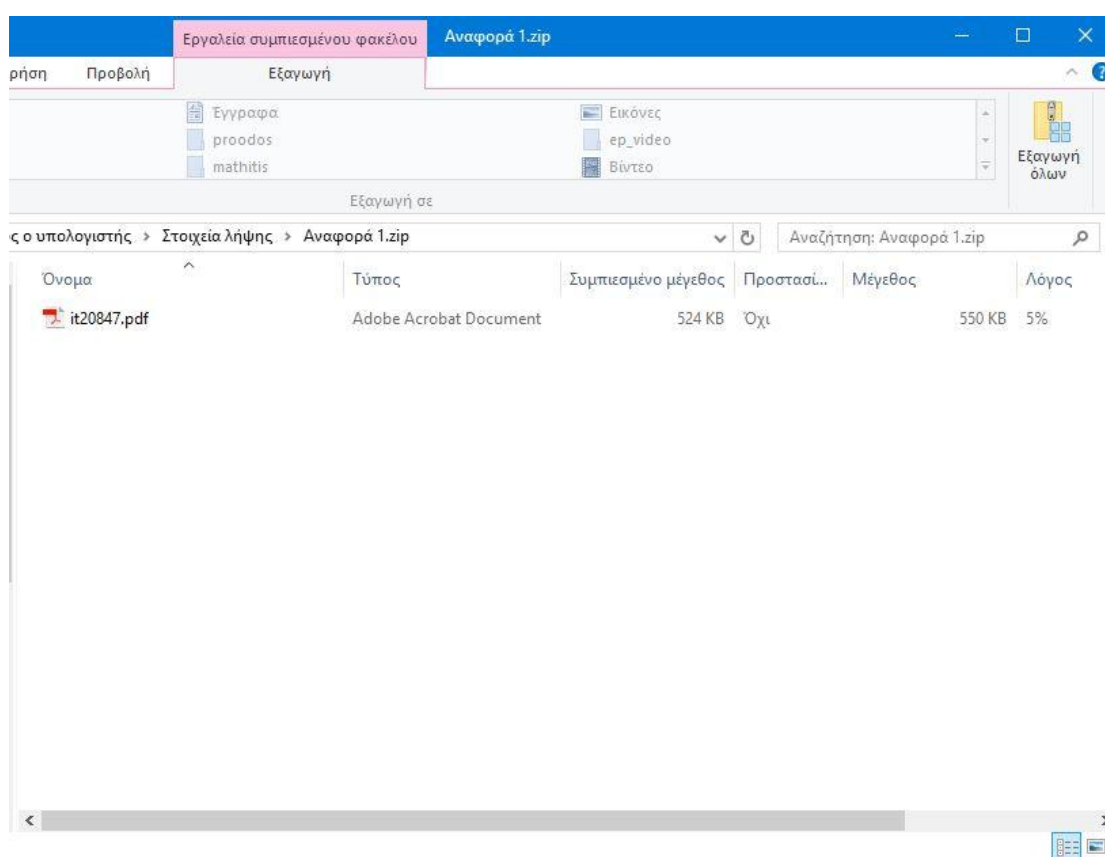 Εργαλεία συμπιεσμένου φακέλου Αναφορά 1.zip
ρήση Προβολή Εξαγωγή
Έγγραφα Εικόνες
proodos ep_video
mathitis Βίντεο
Εξαγωγή όλων
Εξαγωγή σε
ς ο υπολογιστής > Στοιχεία λήψης > Αναφορά 1.zip Αναζήτηση: Αναφορά 1.zip
Όνομα Τύπος Συμπιεσμένο μέγεθος Προστασί... Μέγεθος Λόγος
it20847.pdf Adobe Acrobat Document 524 KB Όχι 550 KB 5%